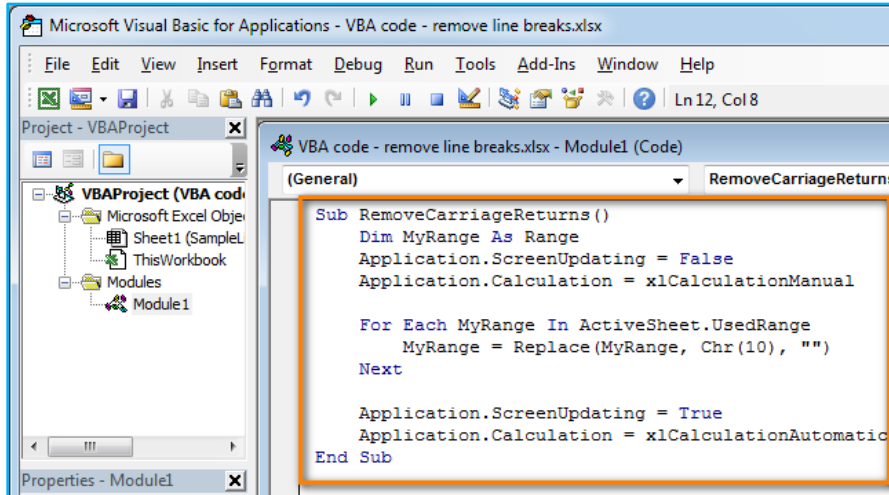 Microsoft Visual Basic for Applications - VBA code - remove line breaks.xlsx
File Edit View Insert Format Debug Run Tools Add-Ins Window Help
Ln 12, Col 8
Project - VBAProject
VBAProject (VBA code
Microsoft Excel Obje
Sheet1 (SampleL
ThisWorkbook
Modules
Module1
Properties - Module1
VBA code - remove line breaks.xlsx - Module1 (Code)
(General) RemoveCarriageReturns
Sub RemoveCarriageReturns()
Dim MyRange As Range
Application.ScreenUpdating = False
Application.Calculation = xlCalculationManual
For Each MyRange In ActiveSheet.UsedRange
MyRange = Replace(MyRange, Chr(10), "")
Next
Application.ScreenUpdating = True
Application.Calculation = xlCalculationAutomatic
End Sub